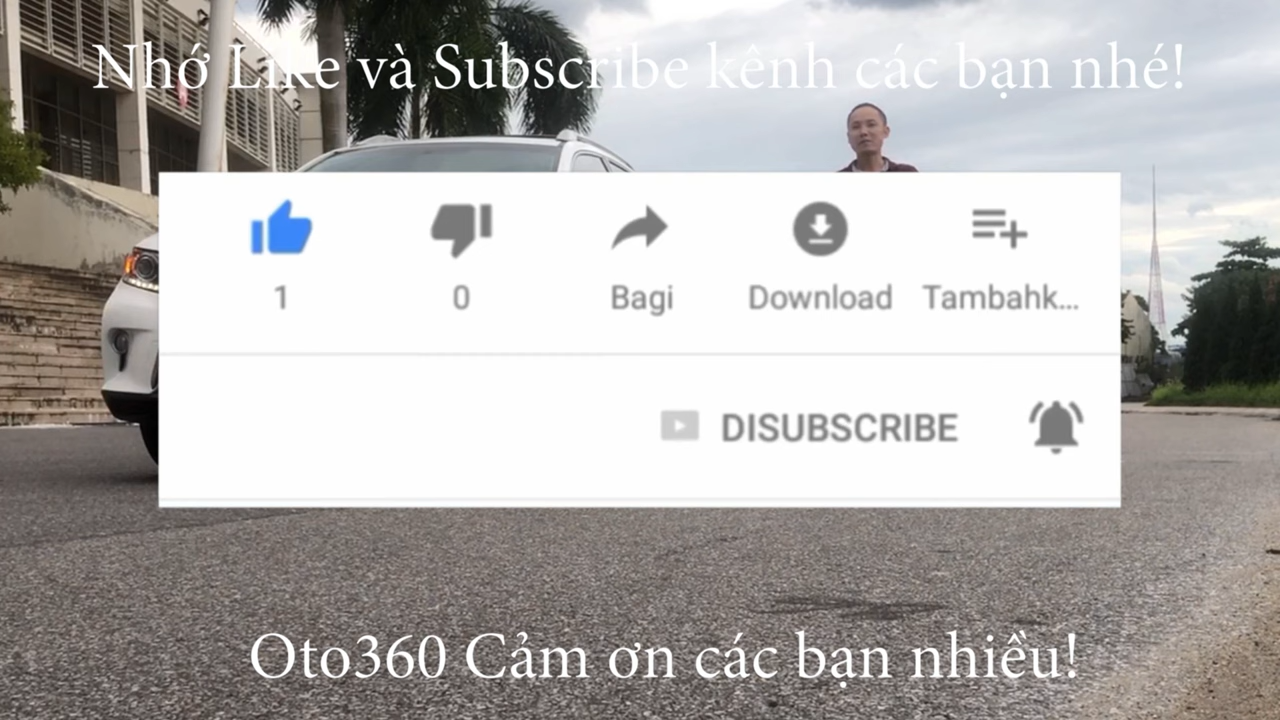 Nhớ Like và Subscribe kênh các bạn nhé!
1 0 Bagi Download Tambahk...
DISUBSCRIBE
Oto360 Cảm ơn các bạn nhiều!